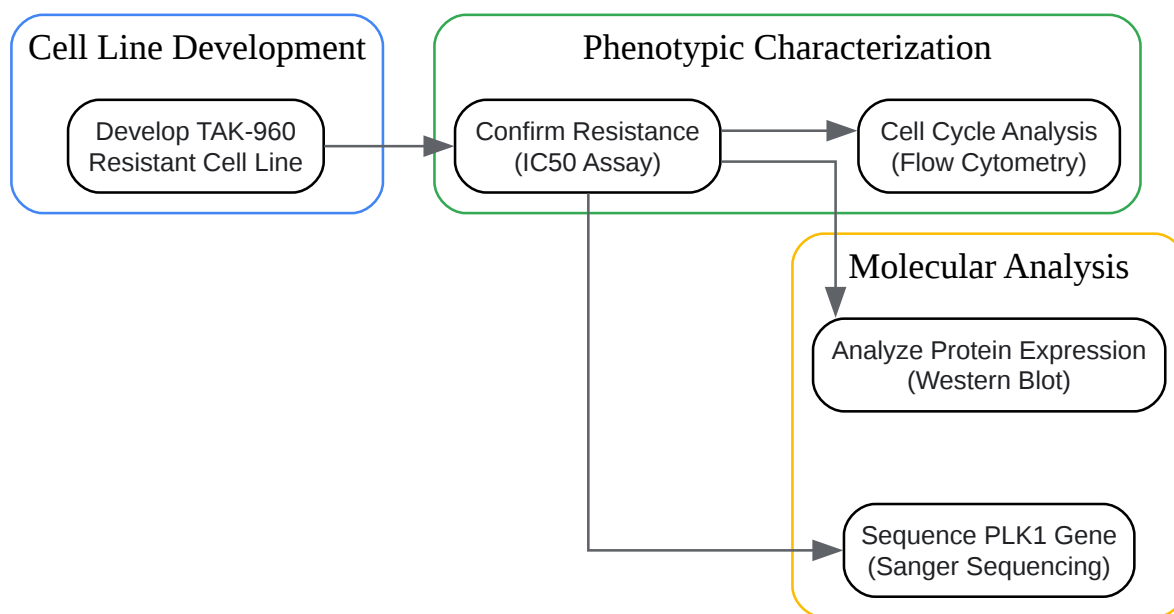 Cell Line Development
Develop TAK-960
Resistant Cell Line
Phenotypic Characterization
Confirm Resistance
(IC50 Assay)
Cell Cycle Analysis
(Flow Cytometry)
Molecular Analysis
Analyze Protein Expression
(Western Blot)
Sequence PLK1 Gene
(Sanger Sequencing)